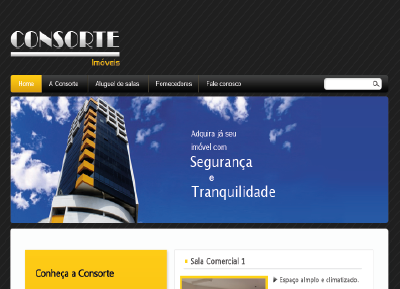 CONSORTE
Imóveis
Home A Consorte Aluguel de salas Fornecedores Fale conosco
Adquira já seu
imóvel com
Segurança
e
Tranquilidade
Conheça a Consorte
Sala Comercial 1
Espaço amplo e climatizado.